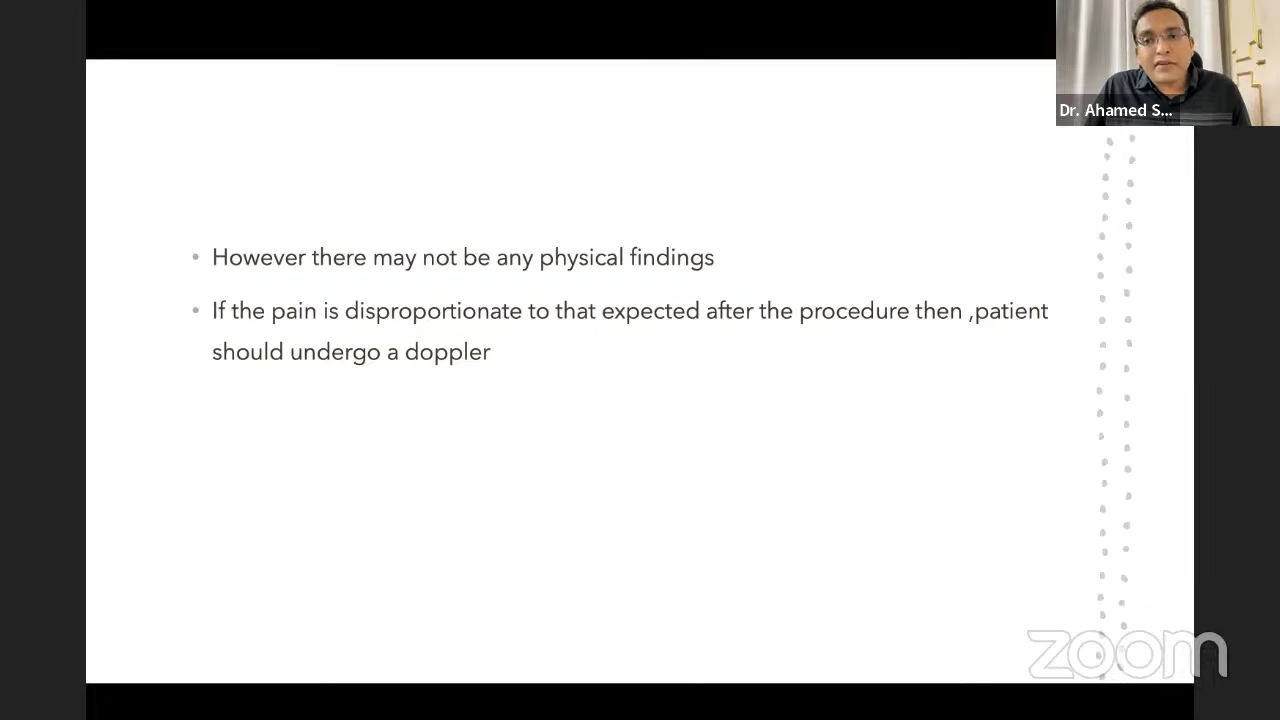 Dr. Ahamed S...
• However there may not be any physical findings
• If the pain is disproportionate to that expected after the procedure then ,patient
should undergo a doppler
zoom